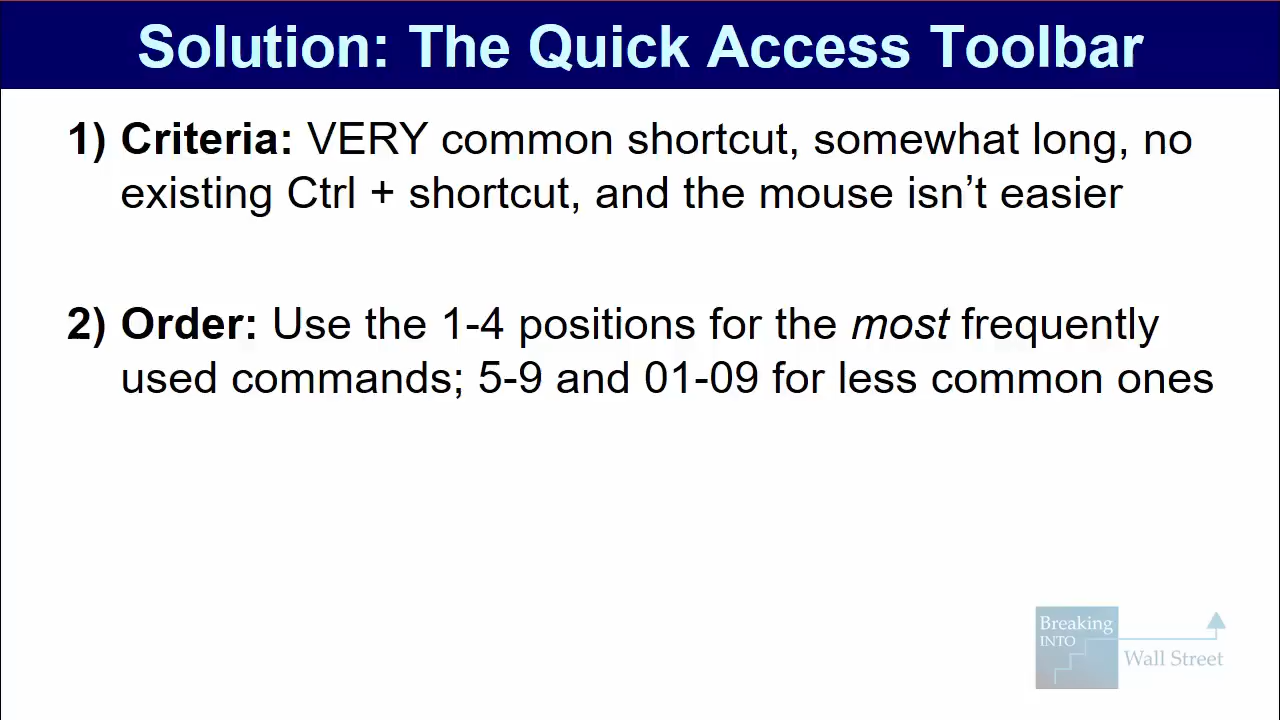 Solution: The Quick Access Toolbar
1) Criteria: VERY common shortcut, somewhat long, no
existing Ctrl + shortcut, and the mouse isn’t easier
2) Order: Use the 1-4 positions for the most frequently
used commands; 5-9 and 01-09 for less common ones
Breaking
INTO
Wall Street